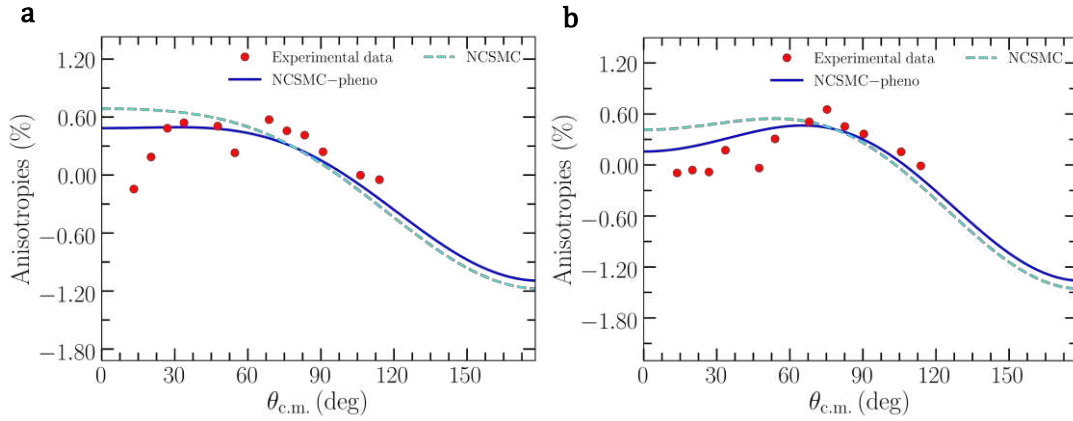 a
Experimental data
NCSMC
NCSMC−pheno
Anisotropies (%)
1.20
0.60
0.00
−0.60
−1.20
−1.80
0 30 60 90 120 150
θc.m. (deg)
b
Experimental data
NCSMC
NCSMC−pheno
Anisotropies (%)
1.20
0.60
0.00
−0.60
−1.20
−1.80
0 30 60 90 120 150
θc.m. (deg)